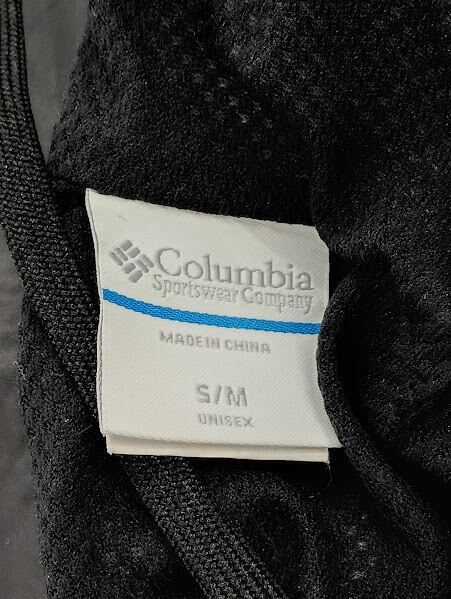 Columbia
Sportswear Company
MADE IN CHINA
S/M
UNISEX